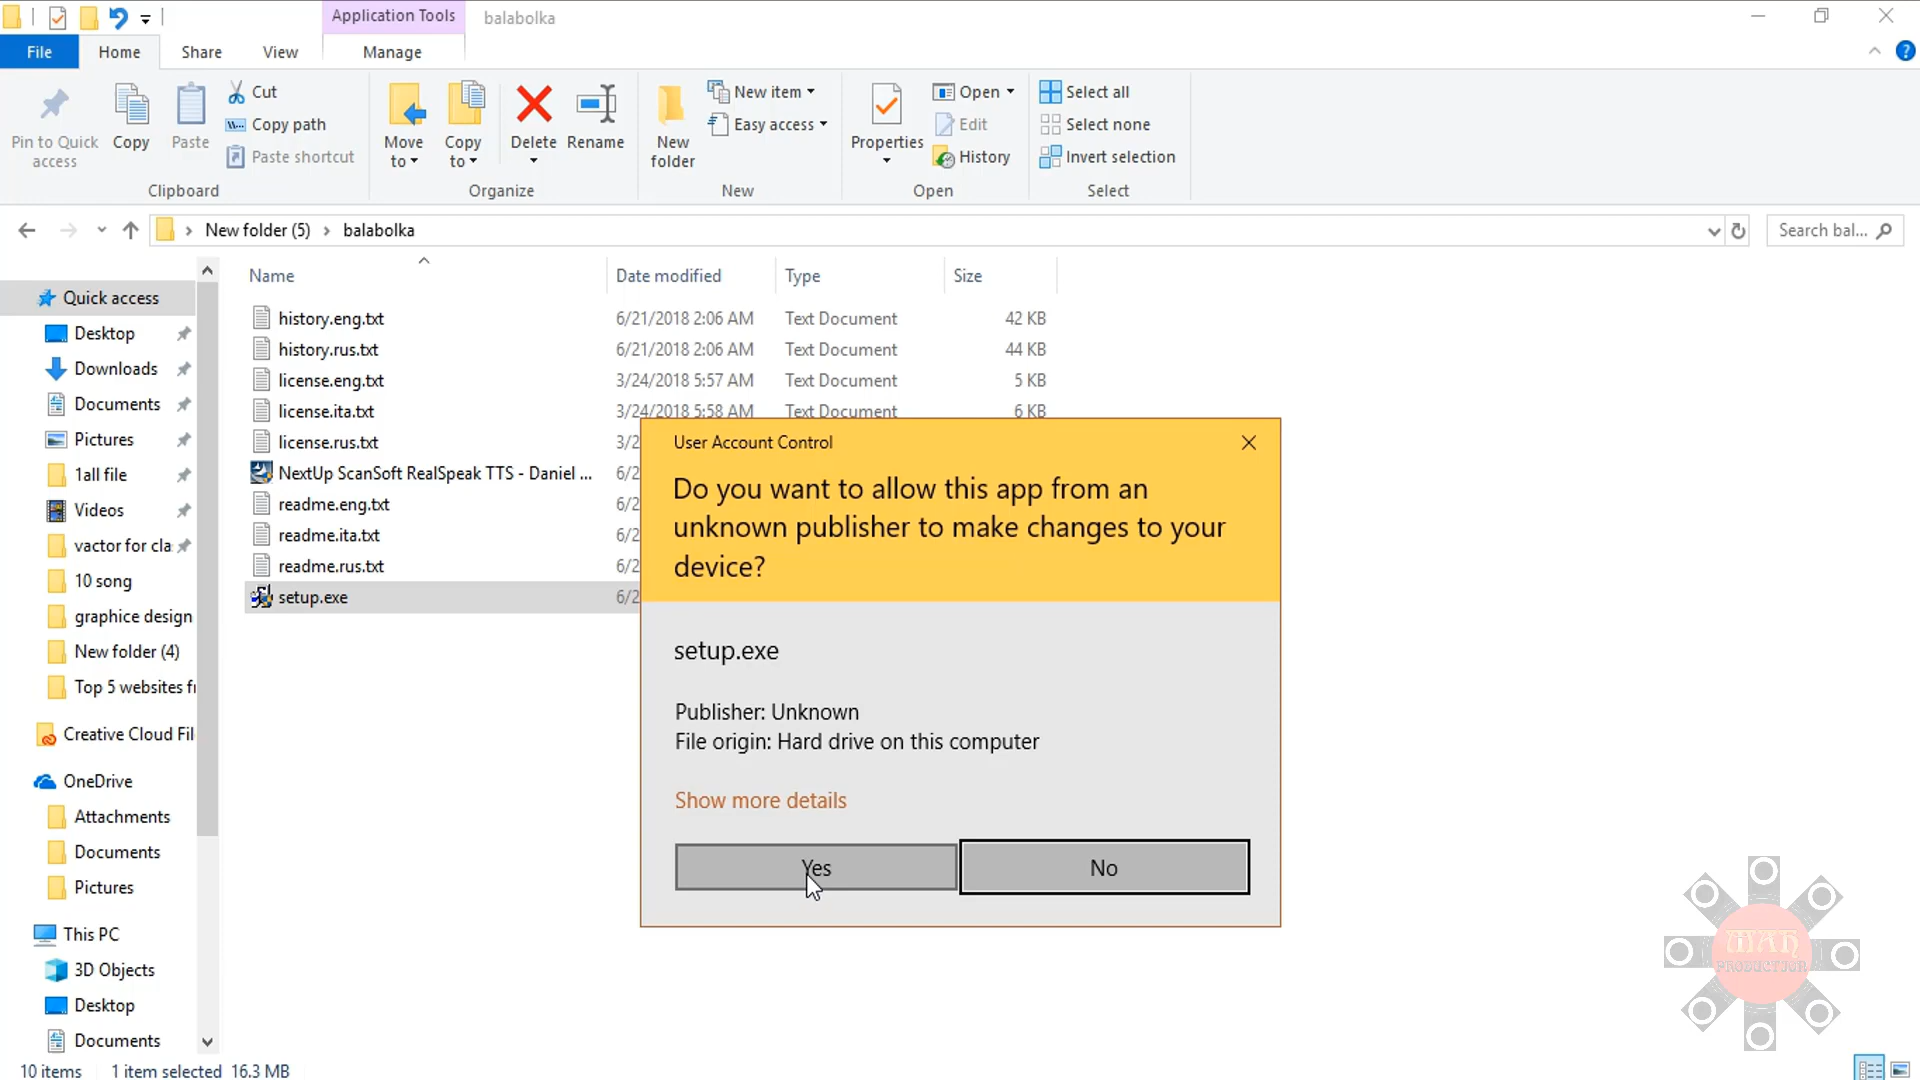 Application Tools
balabolka
File
Home
Share
View
Manage
Pin to Quick
access
Copy
Paste
Cut
Copy path
Paste shortcut
Clipboard
Move
to
Copy
to
Delete
Rename
Organize
New
folder
New item
Easy access
New
Properties
Open
Edit
History
Open
Select all
Select none
Invert selection
Select
New folder (5)
balabolka
Search bal...
Name
Date modified
Type
Size
Quick access
Desktop
Downloads
Documents
Pictures
1all file
Videos
vactor for cla
10 song
graphice design
New folder (4)
Top 5 websites fr
Creative Cloud Fil
OneDrive
Attachments
Documents
Pictures
This PC
3D Objects
Desktop
Documents
history.eng.txt 6/21/2018 2:06 AM Text Document 42 KB
history.rus.txt 6/21/2018 2:06 AM Text Document 44 KB
license.eng.txt 3/24/2018 5:57 AM Text Document 5 KB
license.ita.txt 3/24/2018 5:58 AM Text Document 6 KB
license.rus.txt 3/2
NextUp ScanSoft RealSpeak TTS - Daniel ... 6/2
readme.eng.txt 6/2
readme.ita.txt 6/2
readme.rus.txt 6/2
setup.exe 6/2
User Account Control
Do you want to allow this app from an
unknown publisher to make changes to your
device?
setup.exe
Publisher: Unknown
File origin: Hard drive on this computer
Show more details
Yes
No
MAH
PRODUCTION
10 items
1 item selected 16.3 MB